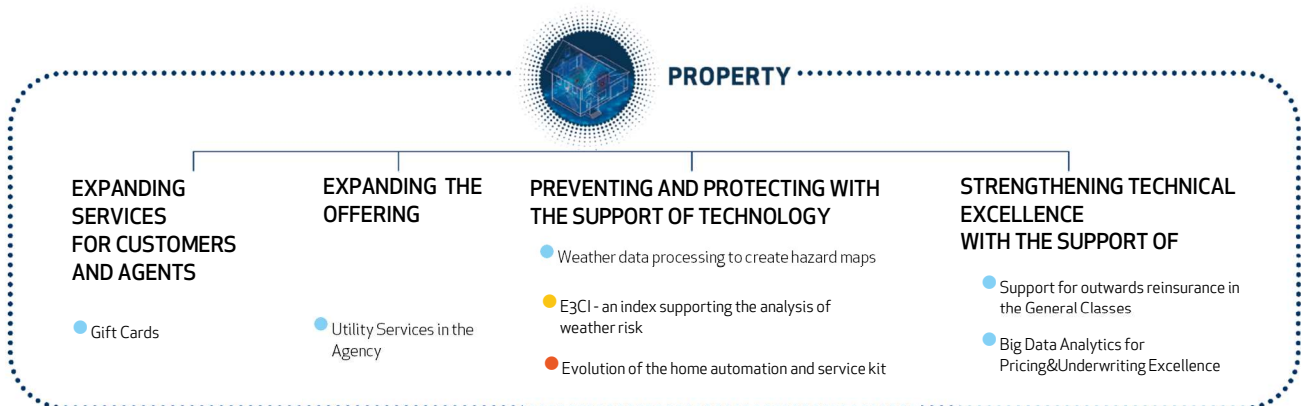 PROPERTY
EXPANDING
SERVICES
FOR CUSTOMERS
AND AGENTS
Gift Cards
EXPANDING THE
OFFERING
Utility Services in the
Agency
PREVENTING AND PROTECTING WITH
THE SUPPORT OF TECHNOLOGY
Weather data processing to create hazard maps
E3CI - an index supporting the analysis of
weather risk
Evolution of the home automation and service kit
STRENGTHENING TECHNICAL
EXCELLENCE
WITH THE SUPPORT OF
Support for outwards reinsurance in
the General Classes
Big Data Analytics for
Pricing&Underwriting Excellence